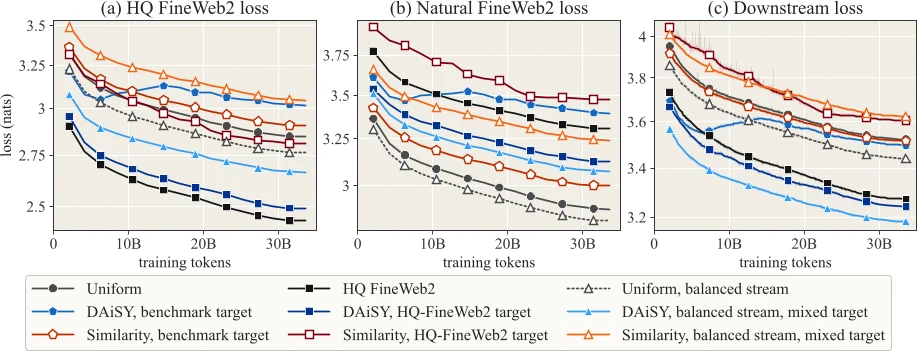 (a) HQ FineWeb2 loss
(b) Natural FineWeb2 loss
(c) Downstream loss
loss (nats)
3.5
3.25
3
2.75
2.5
0 10B 20B 30B
training tokens
3.75
3.5
3.25
3
0 10B 20B 30B
training tokens
4
3.8
3.6
3.4
3.2
0 10B 20B 30B
training tokens
Uniform
HQ FineWeb2
Uniform, balanced stream
DAiSY, benchmark target
DAiSY, HQ-FineWeb2 target
DAiSY, balanced stream, mixed target
Similarity, benchmark target
Similarity, HQ-FineWeb2 target
Similarity, balanced stream, mixed target